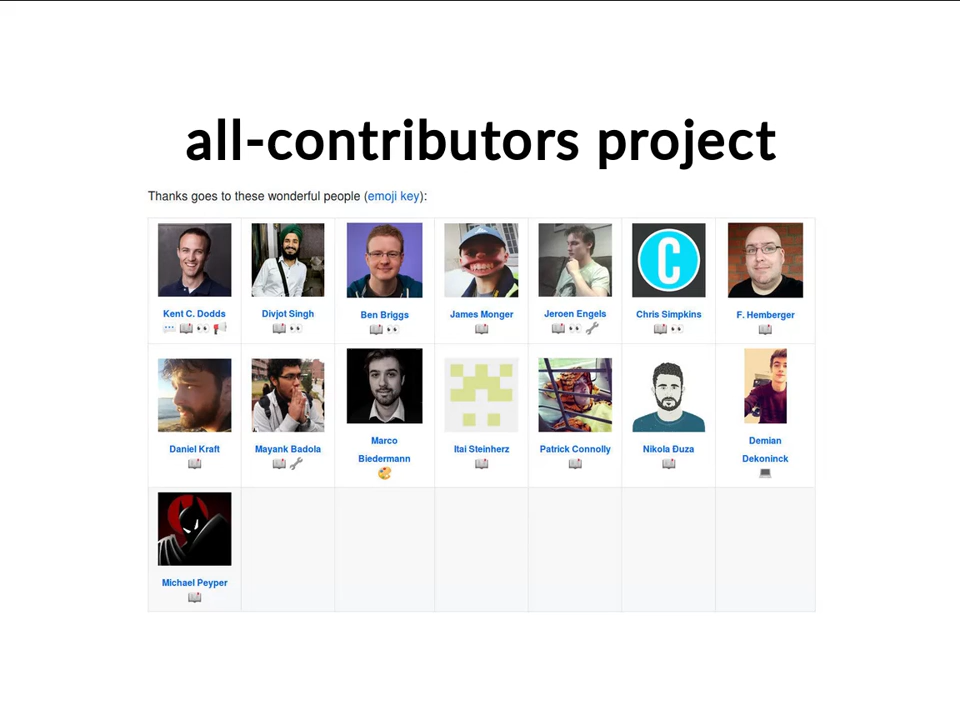 all-contributors project
Thanks goes to these wonderful people (emoji key):
C
Kent C. Dodds
Divjot Singh
Ben Briggs
James Monger
Jeroen Engels
Chris Simpkins
F. Hemberger
Daniel Kraft
Mayank Badola
Marco
Biedermann
Itai Steinherz
Patrick Connolly
Nikola Đuza
Demian
Dekoninck
Michael Peyper